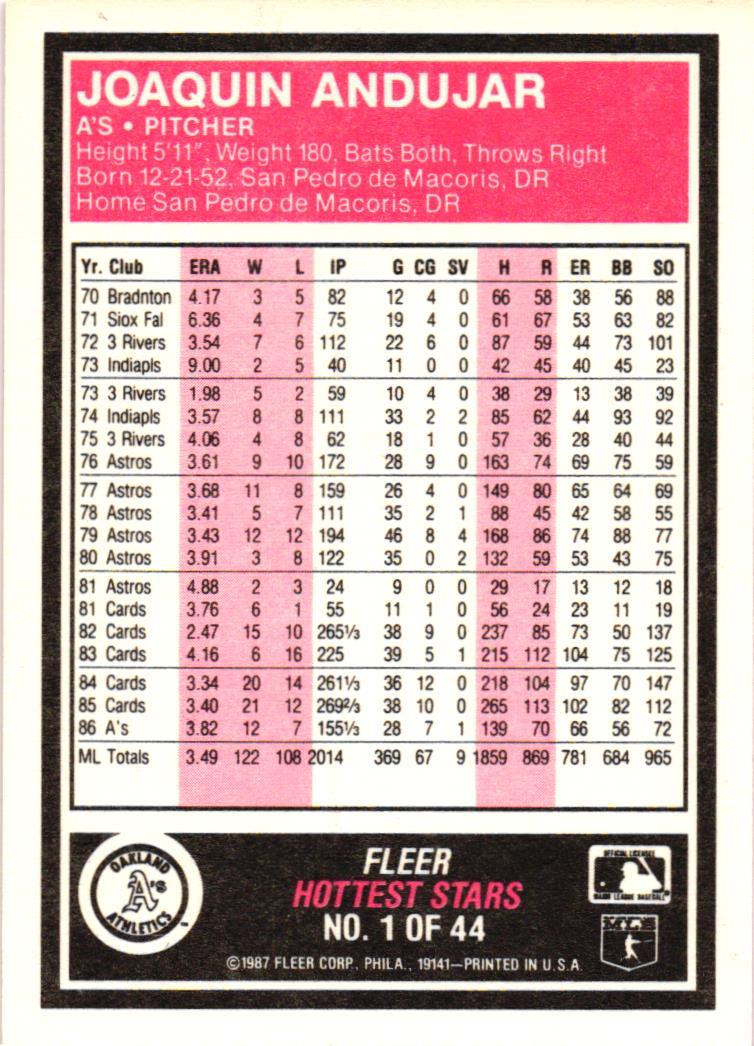 JOAQUIN ANDUJAR
A'S • PITCHER
Height 5'11", Weight 180, Bats Both, Throws Right
Born 12-21-52, San Pedro de Macoris, DR
Home San Pedro de Macoris, DR
Yr. Club ERA W L IP G CG SV H R ER BB SO
70 Bradnton 4.17 3 5 82 12 4 0 66 58 38 56 88
71 Siox Fal 6.36 4 7 75 19 4 0 61 67 53 63 82
72 3 Rivers 3.54 7 6 112 22 6 0 87 59 44 73 101
73 Indiapls 9.00 2 5 40 11 0 0 42 45 40 45 23
73 3 Rivers 1.98 5 2 59 10 4 0 38 29 13 38 39
74 Indiapls 3.57 8 8 111 33 2 2 85 62 44 93 92
75 3 Rivers 4.06 4 8 62 18 1 0 57 36 28 40 44
76 Astros 3.61 9 10 172 28 9 0 163 74 69 75 59
77 Astros 3.68 11 8 159 26 4 0 149 80 65 64 69
78 Astros 3.41 5 7 111 35 2 1 88 45 42 58 55
79 Astros 3.43 12 12 194 46 8 4 168 86 74 88 77
80 Astros 3.91 3 8 122 35 0 2 132 59 53 43 75
81 Astros 4.88 2 3 24 9 0 0 29 17 13 12 18
81 Cards 3.76 6 1 55 11 1 0 56 24 23 11 19
82 Cards 2.47 15 10 265⅓ 38 9 0 237 85 73 50 137
83 Cards 4.16 6 16 225 39 5 1 215 112 104 75 125
84 Cards 3.34 20 14 261⅓ 36 12 0 218 104 97 70 147
85 Cards 3.40 21 12 269⅔ 38 10 0 265 113 102 82 112
86 A's 3.82 12 7 155⅓ 28 7 1 139 70 66 56 72
ML Totals 3.49 122 108 2014 369 67 9 1859 869 781 684 965
OAKLAND
A's
ATHLETICS
FLEER
HOTTEST STARS
NO. 1 OF 44
©1987 FLEER CORP., PHILA., 19141—PRINTED IN U.S.A.
OFFICIAL LICENSEE
MAJOR LEAGUE BASEBALL